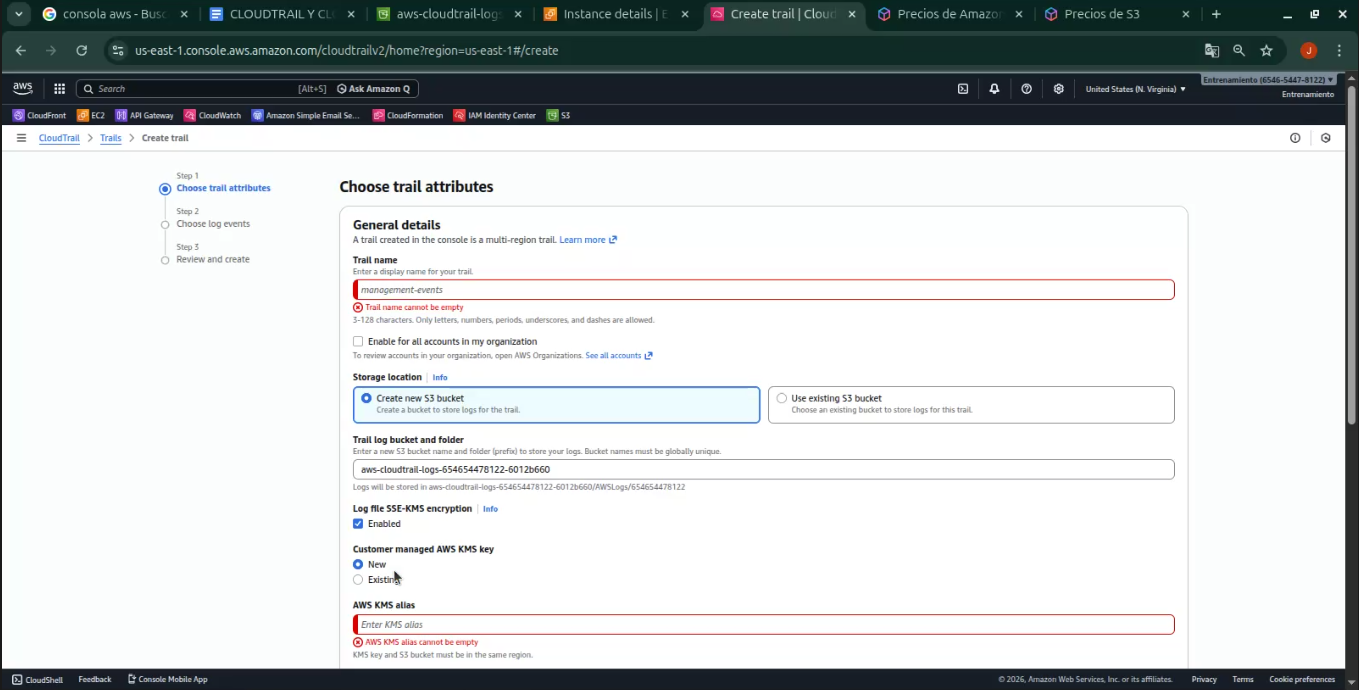 consola aws - Busc
CLOUDTRAIL Y CL
aws-cloudtrail-logs
Instance details | E
Create trail | Cloud
Precios de Amazon
Precios de S3
us-east-1.console.aws.amazon.com/cloudtrailv2/home?region=us-east-1#/create
J
aws
Search
[Alt+S]
Ask Amazon Q
United States (N. Virginia)
Entrenamiento (6546-5447-8122)
Entrenamiento
CloudFront
EC2
API Gateway
CloudWatch
Amazon Simple Email Se...
CloudFormation
IAM Identity Center
S3
CloudTrail
Trails
Create trail
Step 1
Choose trail attributes
Step 2
Choose log events
Step 3
Review and create
Choose trail attributes
General details
A trail created in the console is a multi-region trail. Learn more
Trail name
Enter a display name for your trail.
management-events
Trail name cannot be empty
3-128 characters. Only letters, numbers, periods, underscores, and dashes are allowed.
Enable for all accounts in my organization
To review accounts in your organization, open AWS Organizations. See all accounts
Storage location
Info
Create new S3 bucket
Create a bucket to store logs for the trail.
Use existing S3 bucket
Choose an existing bucket to store logs for this trail.
Trail log bucket and folder
Enter a new S3 bucket name and folder (prefix) to store your logs. Bucket names must be globally unique.
aws-cloudtrail-logs-654654478122-6012b660
Logs will be stored in aws-cloudtrail-logs-654654478122-6012b660/AWSLogs/654654478122
Log file SSE-KMS encryption
Info
Enabled
Customer managed AWS KMS key
New
Existing
AWS KMS alias
Enter KMS alias
AWS KMS alias cannot be empty
KMS key and S3 bucket must be in the same region.
CloudShell
Feedback
Console Mobile App
© 2026, Amazon Web Services, Inc. or its affiliates.
Privacy
Terms
Cookie preferences